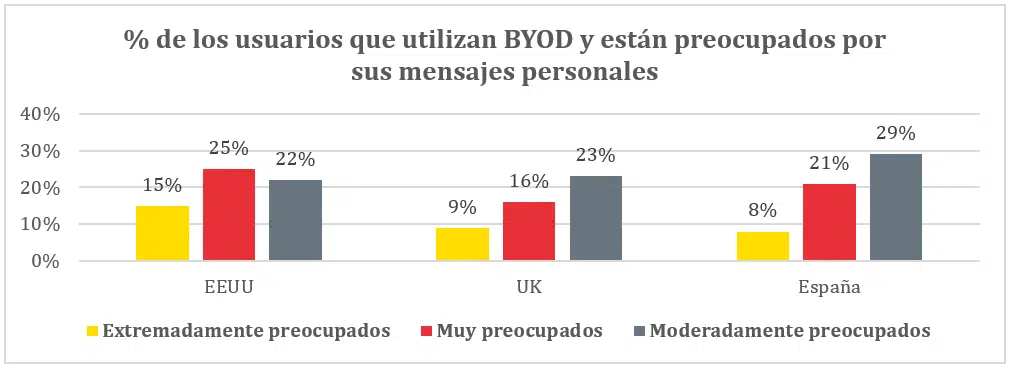 % de los usuarios que utilizan BYOD y están preocupados por
sus mensajes personales
40%
30%
20%
10%
0%
15%
25%
22%
9%
16%
23%
8%
21%
29%
EEUU
UK
España
Extremadamente preocupados
Muy preocupados
Moderadamente preocupados